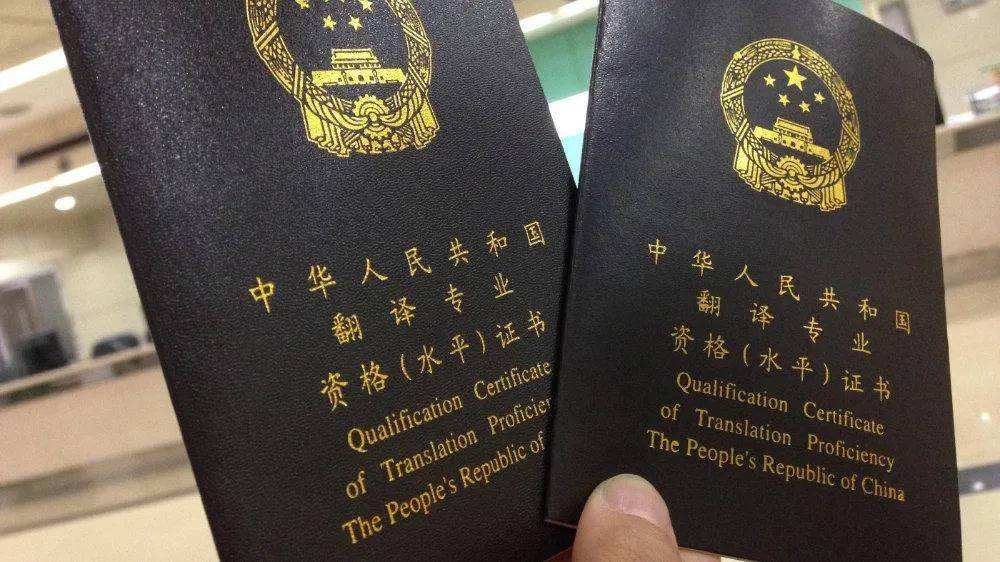 中华人民共和国
翻译专业
资格(水平)证书
Qualification Certificate
of Translation Proficiency
The People's Republic of
中华人民共和国
翻译专业
资格(水平)证书
Qualification Certificate
of Translation Proficiency
The People's Republic of China